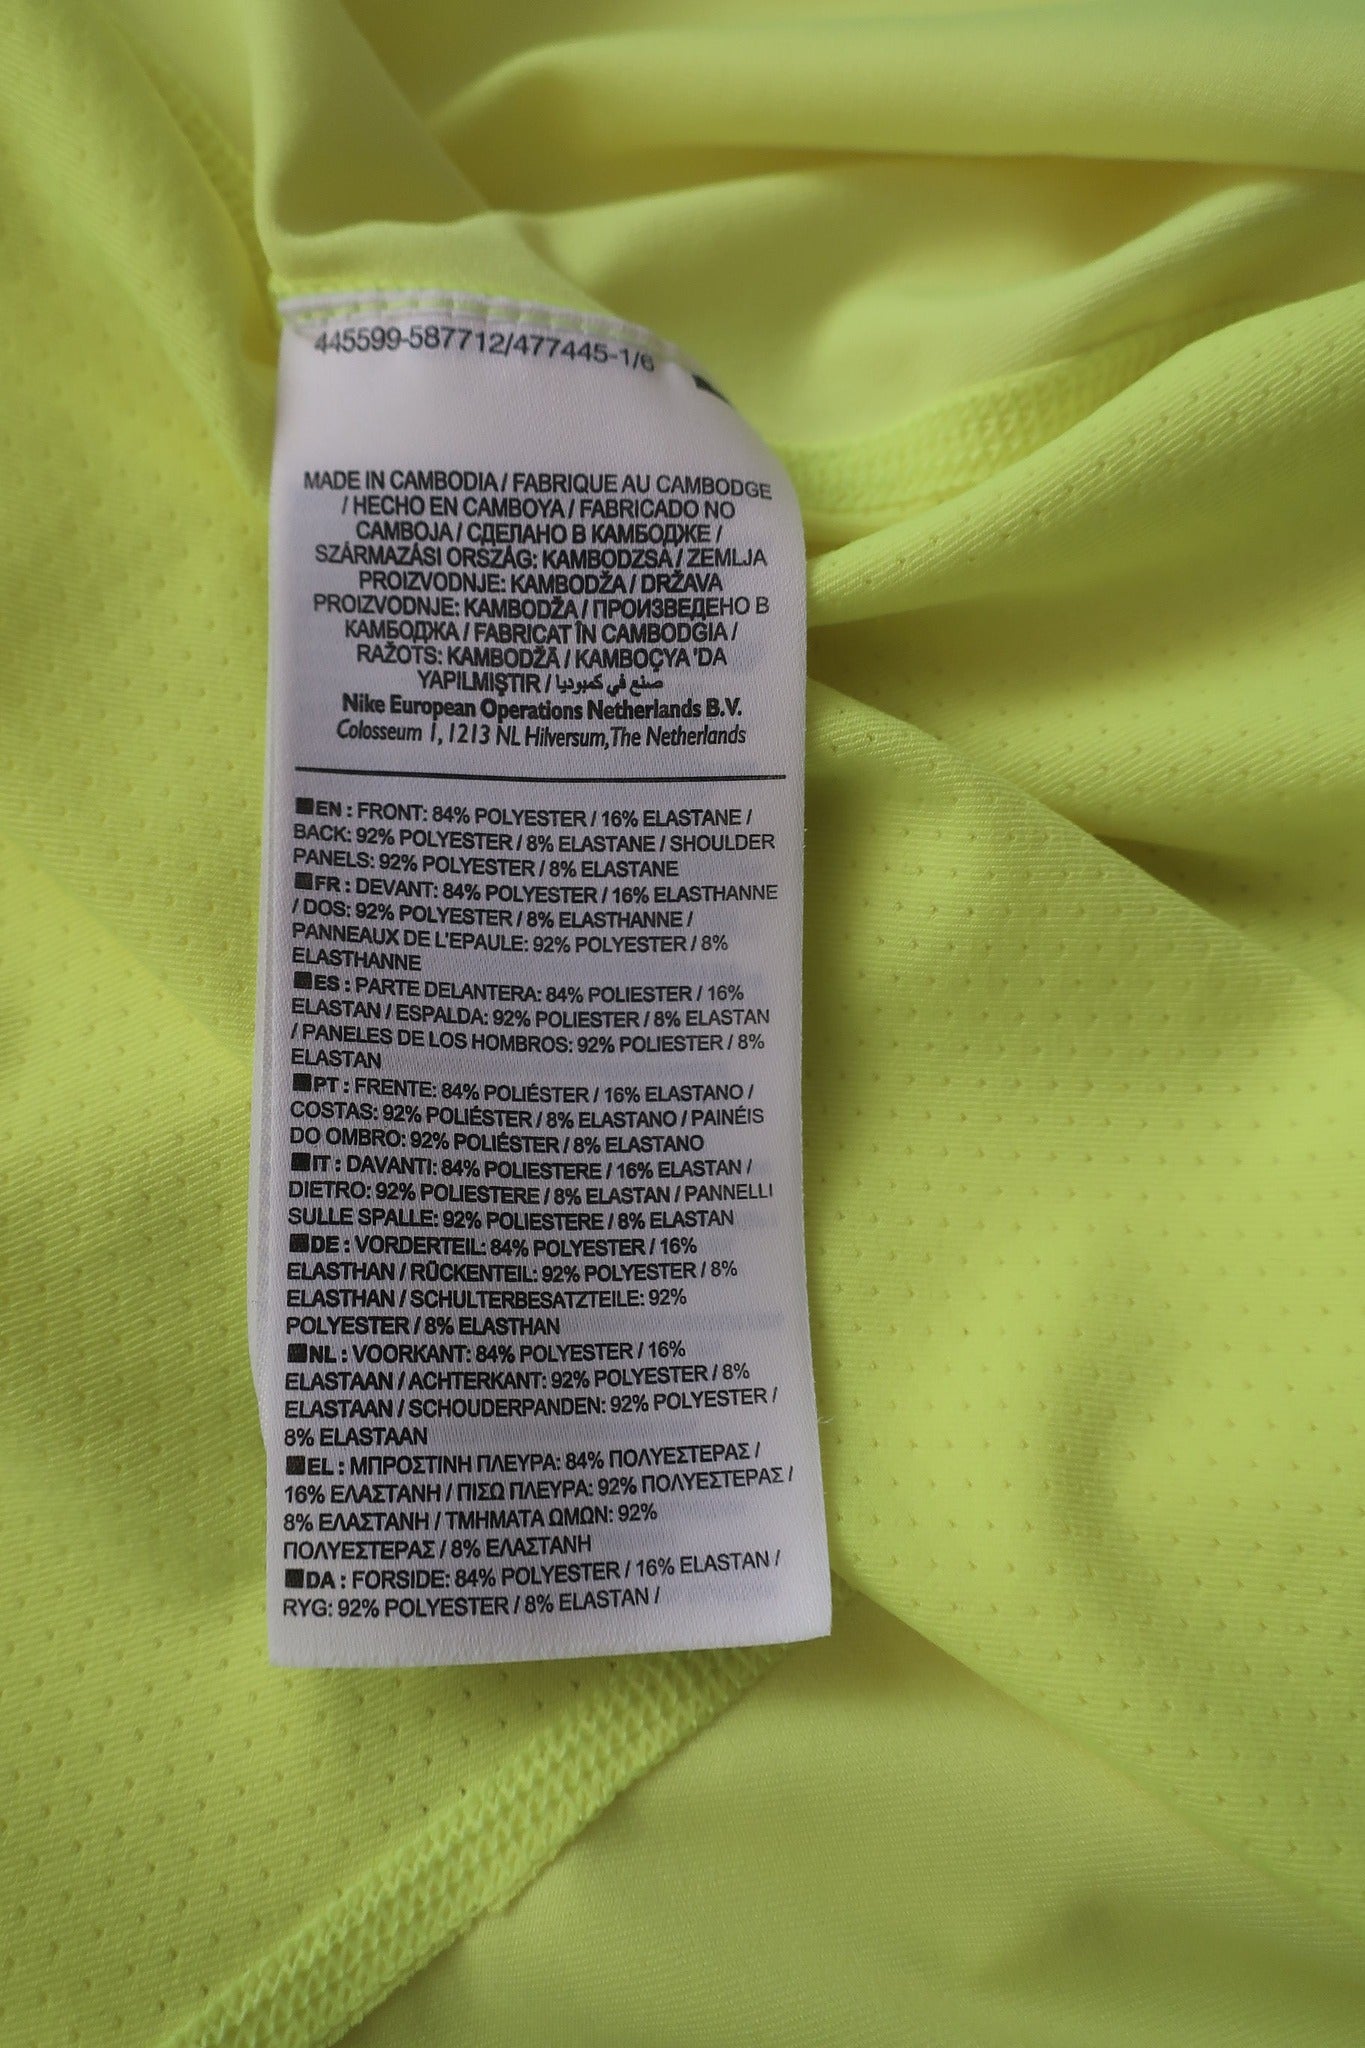 445599-587712/477445-1/6
MADE IN CAMBODIA / FABRIQUE AU CAMBODGE
/ HECHO EN CAMBOYA / FABRICADO NO
CAMBOJA / СДЕЛАНО В КАМБОДЖЕ /
SZÁRMAZÁSI ORSZÁG: KAMBODZSA / ZEMLJA
PROIZVODNJE: KAMBODŽA / DRŽAVA
PROIZVODNJE: KAMBODŽA / ПРОИЗВЕДЕНО В
КАМБОДЖА / FABRICAT ÎN CAMBODGIA /
RAŽOTS: KAMBODŽĀ / KAMBOÇYA 'DA
YAPILMIŞTIR / صنع في كمبوديا
Nike European Operations Netherlands B.V.
Colosseum 1, 1213 NL Hilversum, The Netherlands
EN : FRONT: 84% POLYESTER / 16% ELASTANE /
BACK: 92% POLYESTER / 8% ELASTANE / SHOULDER
PANELS: 92% POLYESTER / 8% ELASTANE
FR : DEVANT: 84% POLYESTER / 16% ELASTHANNE
/ DOS: 92% POLYESTER / 8% ELASTHANNE /
PANNEAUX DE L'EPAULE: 92% POLYESTER / 8%
ELASTHANNE
ES : PARTE DELANTERA: 84% POLIESTER / 16%
ELASTAN / ESPALDA: 92% POLIESTER / 8% ELASTAN
/ PANELES DE LOS HOMBROS: 92% POLIESTER / 8%
ELASTAN
PT : FRENTE: 84% POLIÉSTER / 16% ELASTANO /
COSTAS: 92% POLIÉSTER / 8% ELASTANO / PAINÉIS
DO OMBRO: 92% POLIÉSTER / 8% ELASTANO
IT : DAVANTI: 84% POLIESTERE / 16% ELASTAN /
DIETRO: 92% POLIESTERE / 8% ELASTAN / PANNELLI
SULLE SPALLE: 92% POLIESTERE / 8% ELASTAN
DE : VORDERTEIL: 84% POLYESTER / 16%
ELASTHAN / RÜCKENTEIL: 92% POLYESTER / 8%
ELASTHAN / SCHULTERBESATZTEILE: 92%
POLYESTER / 8% ELASTHAN
NL : VOORKANT: 84% POLYESTER / 16%
ELASTAAN / ACHTERKANT: 92% POLYESTER / 8%
ELASTAAN / SCHOUDERPANDEN: 92% POLYESTER /
8% ELASTAAN
EL : ΜΠΡΟΣΤΙΝΗ ΠΛΕΥΡΑ: 84% ΠΟΛΥΕΣΤΕΡΑΣ /
16% ΕΛΑΣΤΑΝΗ / ΠΙΣΩ ΠΛΕΥΡΑ: 92% ΠΟΛΥΕΣΤΕΡΑΣ /
8% ΕΛΑΣΤΑΝΗ / ΤΜΗΜΑΤΑ ΩΜΩΝ: 92%
ΠΟΛΥΕΣΤΕΡΑΣ / 8% ΕΛΑΣΤΑΝΗ
DA : FORSIDE: 84% POLYESTER / 16% ELASTAN /
RYG: 92% POLYESTER / 8% ELASTAN /